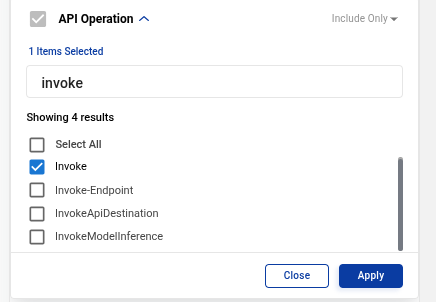 API Operation
Include Only
1 Items Selected
invoke
Showing 4 results
Select All
Invoke
Invoke-Endpoint
InvokeApiDestination
InvokeModelInference
Close
Apply